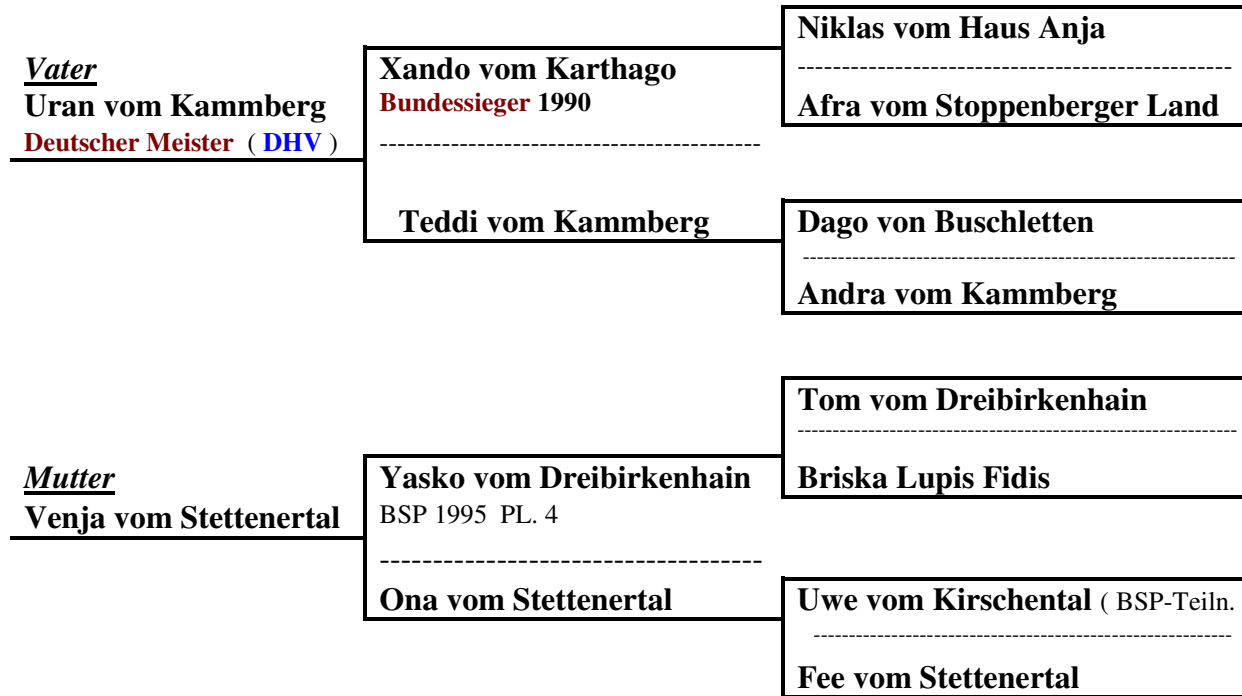 Vater
Uran vom Kammberg
Deutscher Meister ( DHV )
Xando vom Karthago
Bundessieger 1990
Teddi vom Kammberg
Niklas vom Haus Anja
Afra vom Stoppenberger Land
Dago von Buschletten
Andra vom Kammberg
Mutter
Venja vom Stettenertal
Yasko vom Dreibirkenhain
BSP 1995 PL. 4
Ona vom Stettenertal
Tom vom Dreibirkenhain
Briska Lupis Fidis
Uwe vom Kirschental ( BSP-Teiln.
Fee vom Stettenertal